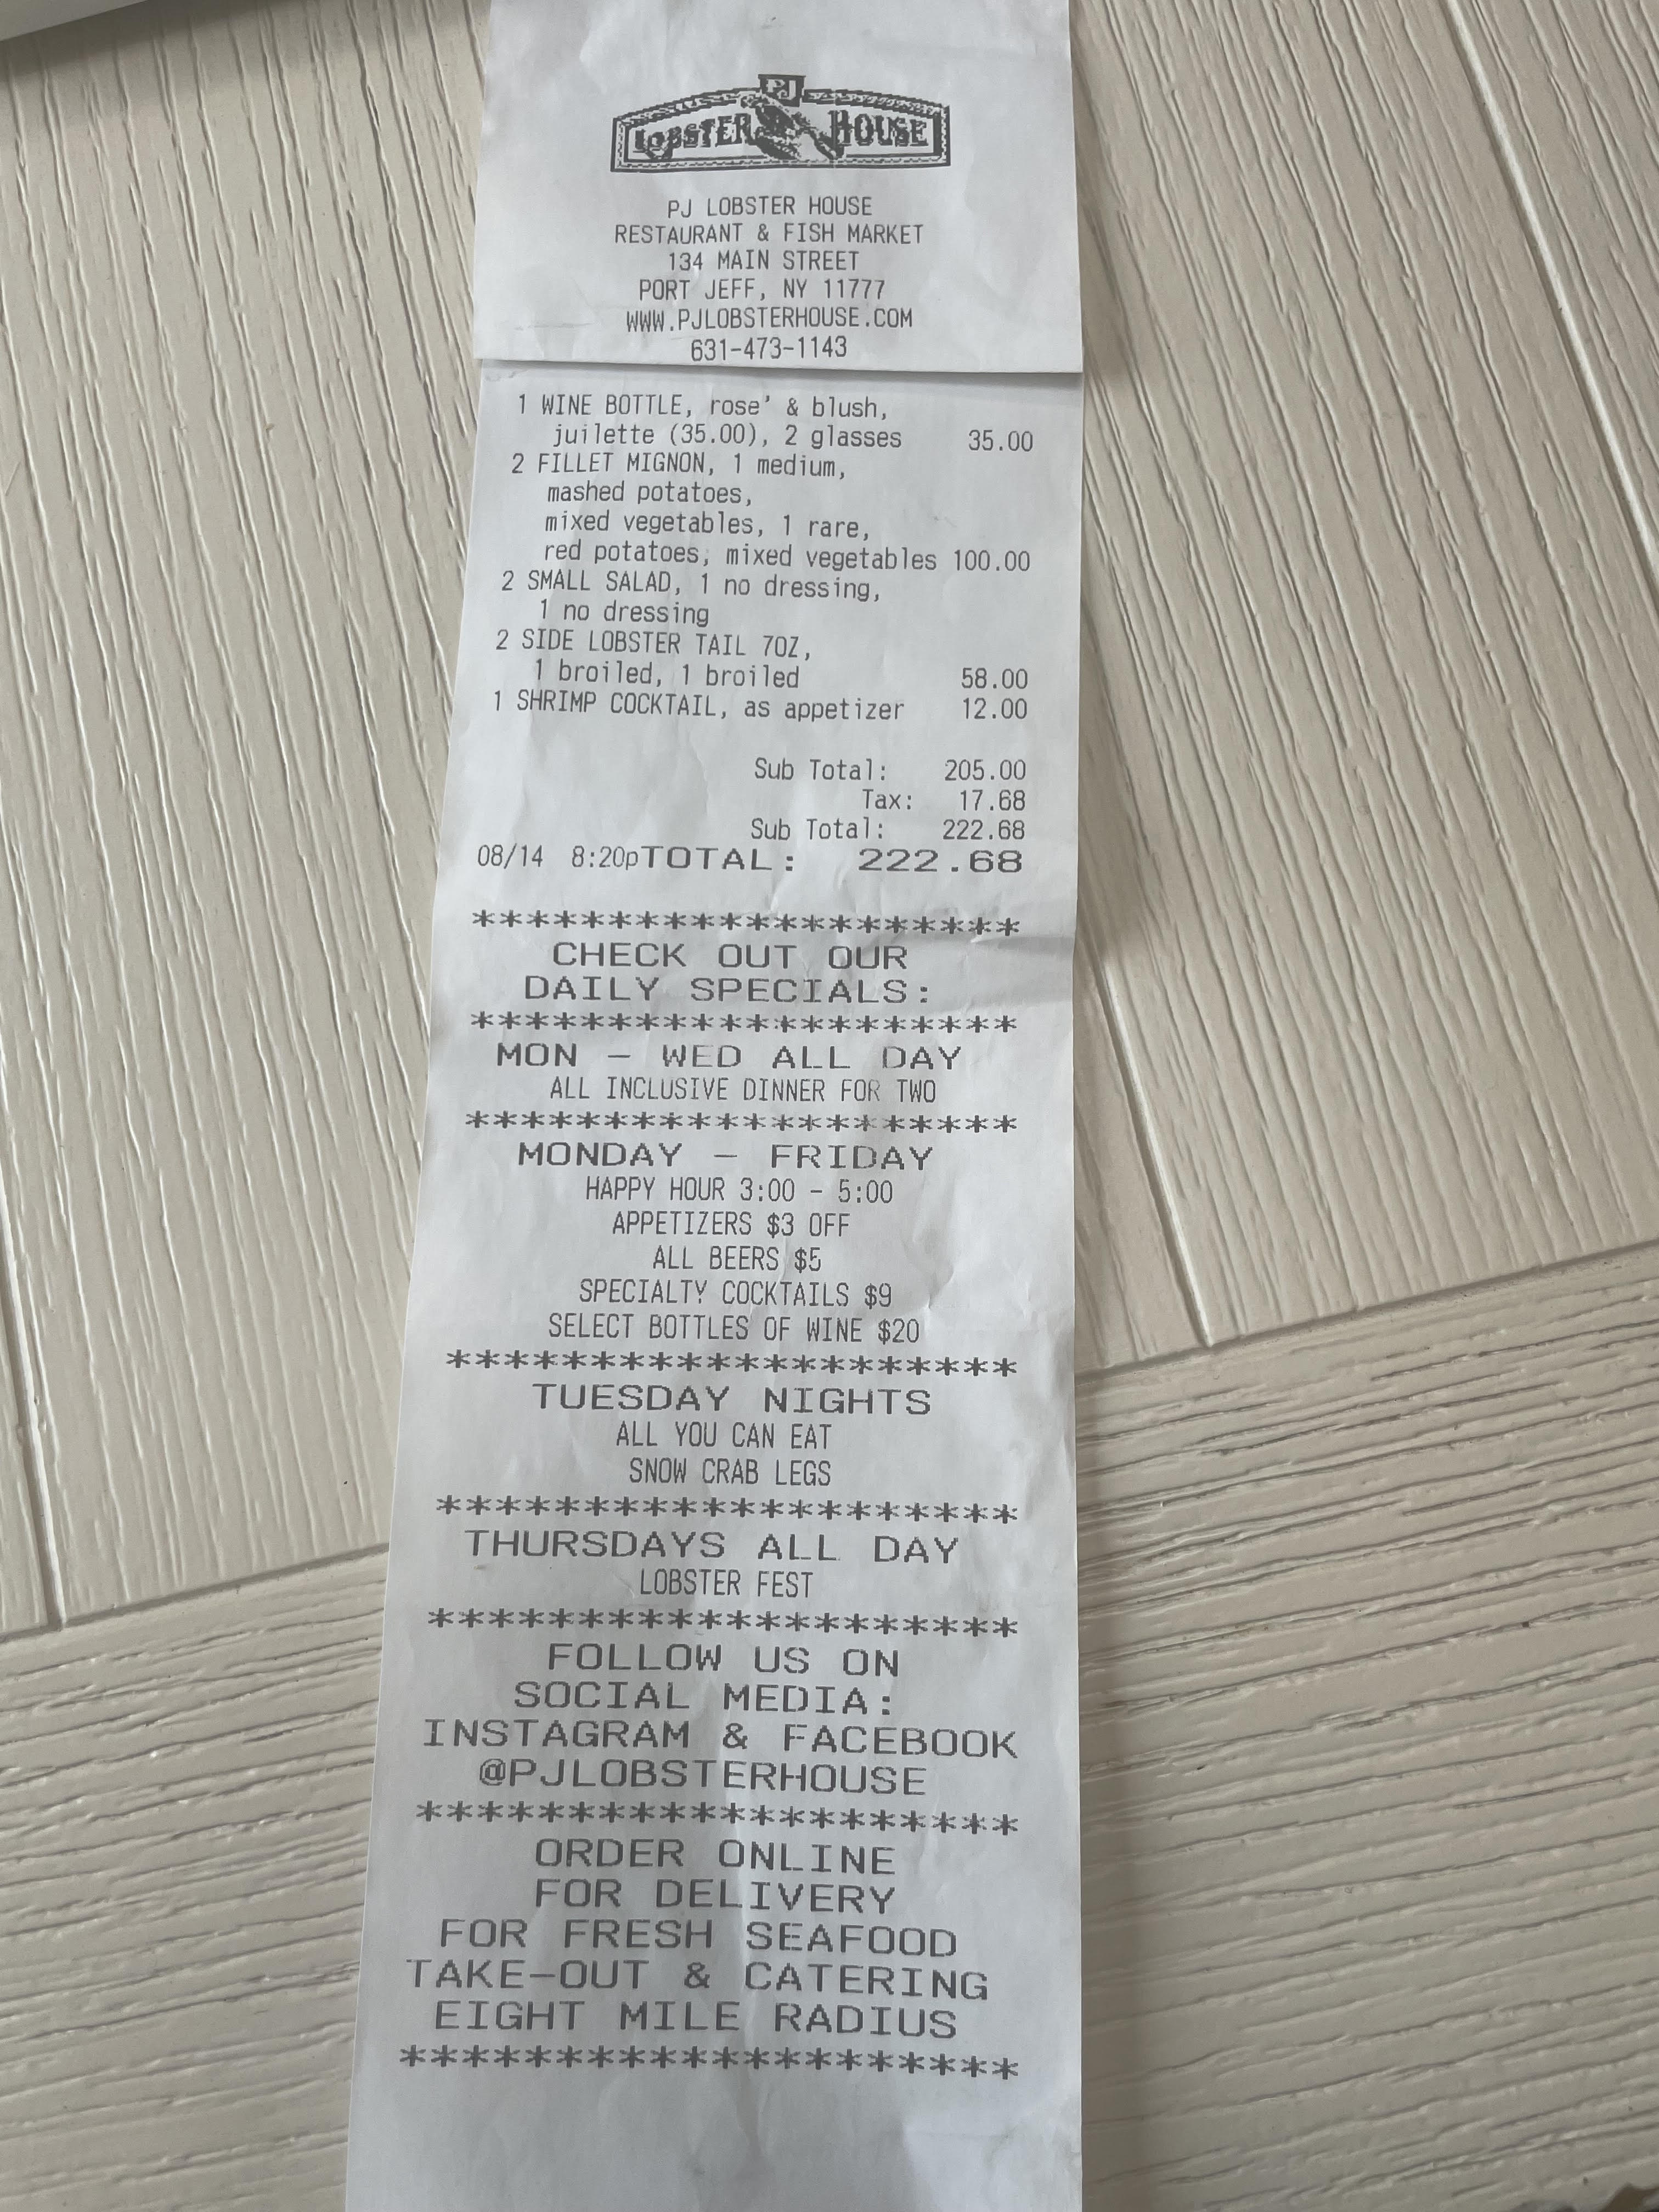 PJ
LOBSTER HOUSE
PJ LOBSTER HOUSE
RESTAURANT & FISH MARKET
134 MAIN STREET
PORT JEFF, NY 11777
WWW.PJLOBSTERHOUSE.COM
631-473-1143
1 WINE BOTTLE, rose' & blush,
juilette (35.00), 2 glasses 35.00
2 FILLET MIGNON, 1 medium,
mashed potatoes,
mixed vegetables, 1 rare,
red potatoes, mixed vegetables 100.00
2 SMALL SALAD, 1 no dressing,
1 no dressing
2 SIDE LOBSTER TAIL 7OZ,
1 broiled, 1 broiled 58.00
1 SHRIMP COCKTAIL, as appetizer 12.00
Sub Total: 205.00
Tax: 17.68
Sub Total: 222.68
08/14 8:20pTOTAL: 222.68
********************
CHECK OUT OUR
DAILY SPECIALS:
********************
MON - WED ALL DAY
ALL INCLUSIVE DINNER FOR TWO
********************
MONDAY - FRIDAY
HAPPY HOUR 3:00 - 5:00
APPETIZERS $3 OFF
ALL BEERS $5
SPECIALTY COCKTAILS $9
SELECT BOTTLES OF WINE $20
********************
TUESDAY NIGHTS
ALL YOU CAN EAT
SNOW CRAB LEGS
********************
THURSDAYS ALL DAY
LOBSTER FEST
********************
FOLLOW US ON
SOCIAL MEDIA:
INSTAGRAM & FACEBOOK
@PJLOBSTERHOUSE
********************
ORDER ONLINE
FOR DELIVERY
FOR FRESH SEAFOOD
TAKE-OUT & CATERING
EIGHT MILE RADIUS
********************